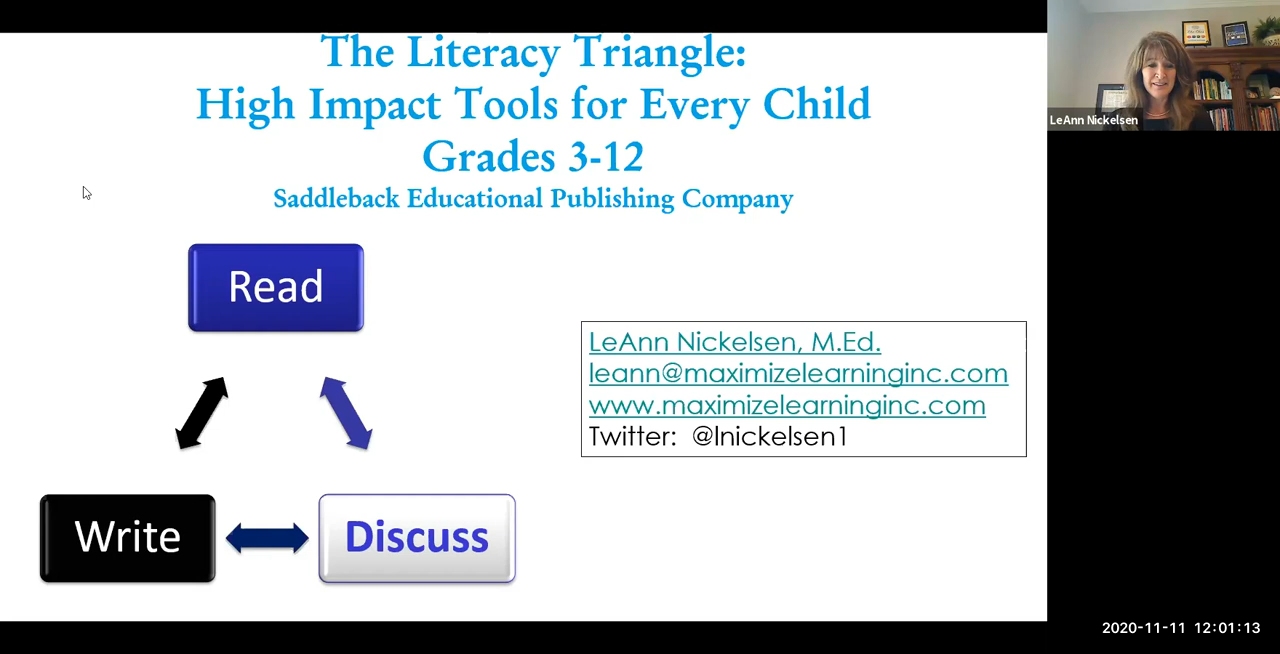 The Literacy Triangle:
High Impact Tools for Every Child
Grades 3-12
Saddleback Educational Publishing Company
LeAnn Nickelsen
Read
LeAnn Nickelsen, M.Ed.
leann@maximizelearninginc.com
www.maximizelearninginc.com
Twitter: @lnickelsen1
Write
Discuss
2020-11-11 12:01:13